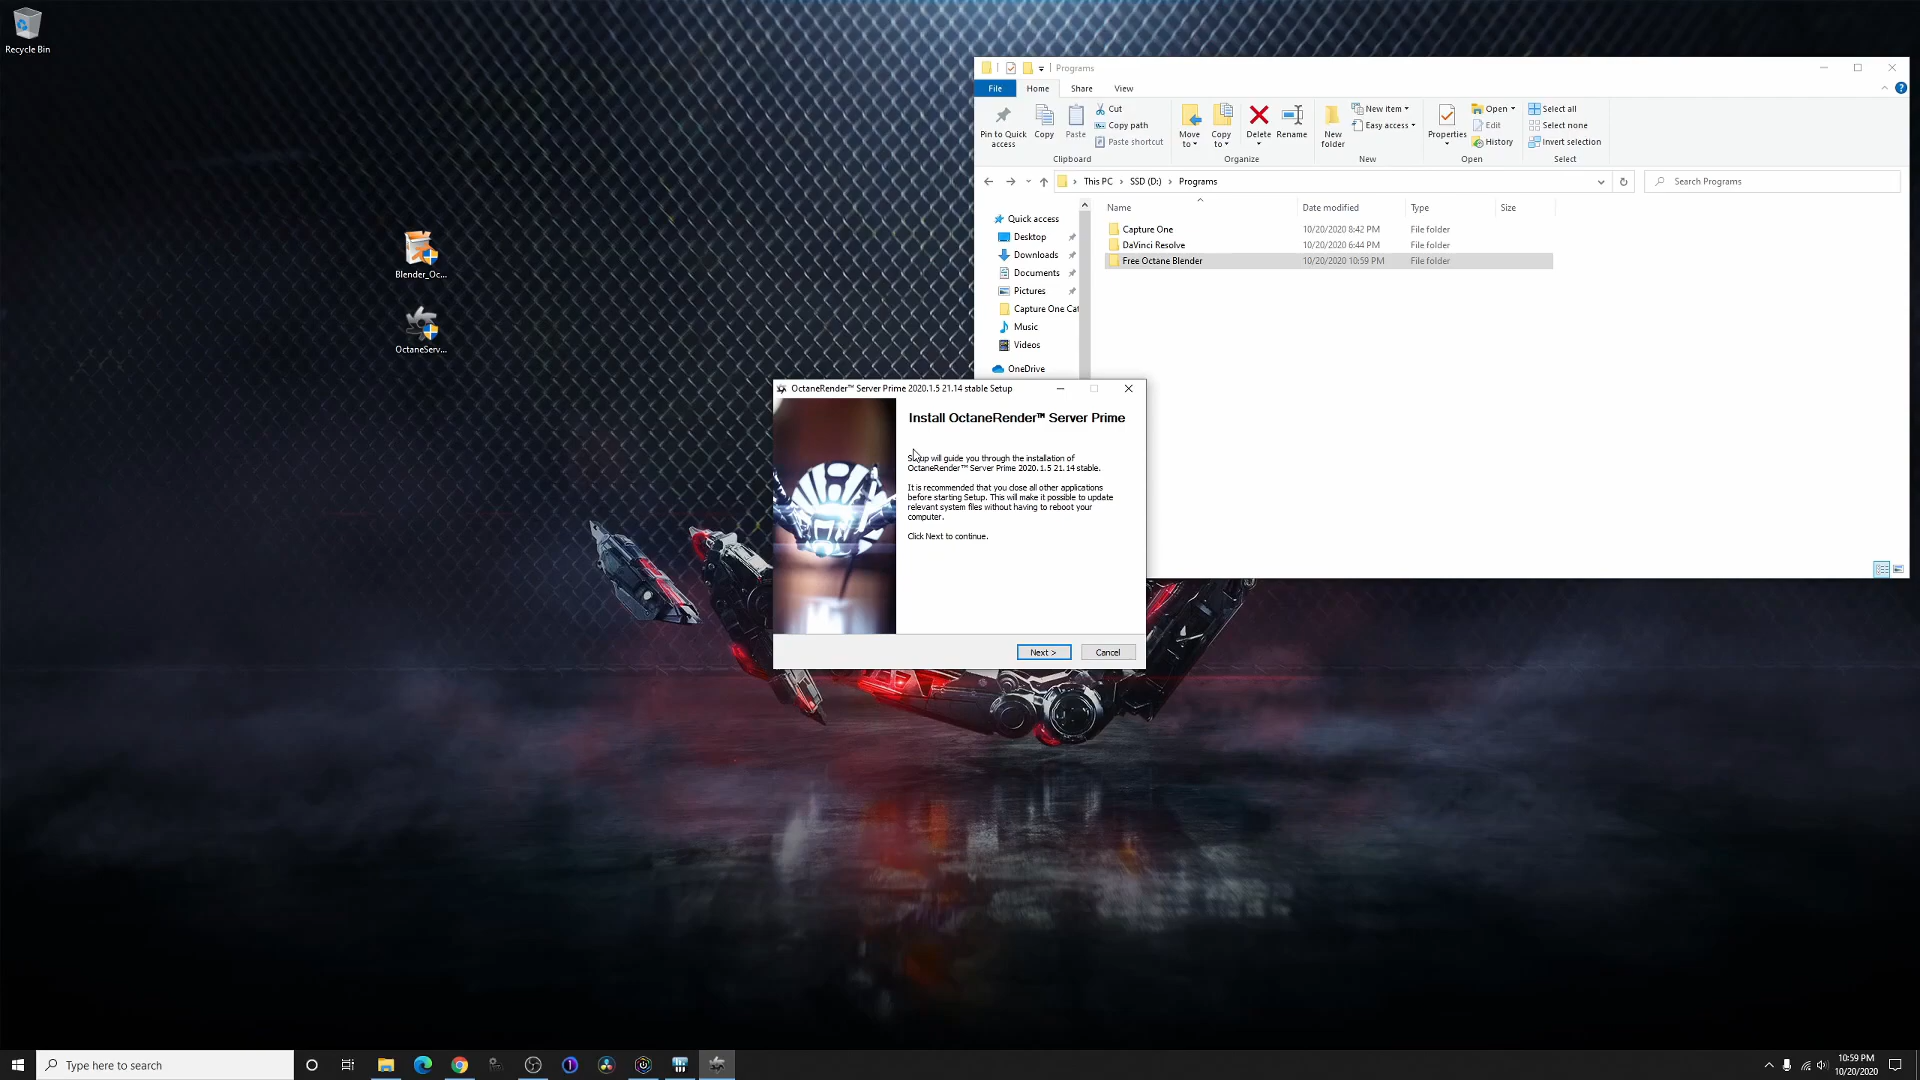 Recycle Bin
Blender_Oc...
OctaneServ...
Programs
File
Home
Share
View
Pin to Quick
access
Copy
Paste
Cut
Copy path
Paste shortcut
Clipboard
Move
to
Copy
to
Delete
Rename
Organize
New
folder
New item
Easy access
New
Properties
Open
Edit
History
Open
Select all
Select none
Invert selection
Select
This PC > SSD (D:) > Programs
Search Programs
Quick access
Desktop
Downloads
Documents
Pictures
Capture One Cat
Music
Videos
OneDrive
Name Date modified Type Size
Capture One 10/20/2020 8:42 PM File folder
DaVinci Resolve 10/20/2020 6:44 PM File folder
Free Octane Blender 10/20/2020 10:59 PM File folder
OctaneRender™ Server Prime 2020.1.5 21.14 stable Setup
Install OctaneRender™ Server Prime
Setup will guide you through the installation of
OctaneRender™ Server Prime 2020.1.5 21.14 stable.
It is recommended that you close all other applications
before starting Setup. This will make it possible to update
relevant system files without having to reboot your
computer.
Click Next to continue.
Next >
Cancel
Type here to search
10:59 PM
10/20/2020